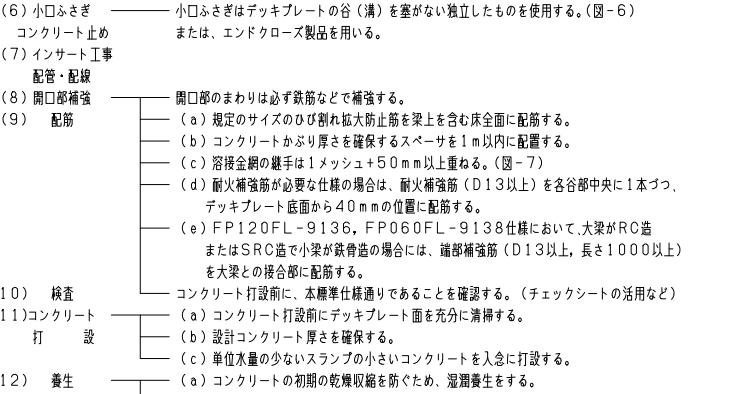 (6) 小口ふさぎ 小口ふさぎはデッキプレートの谷(溝)を塞がない独立したものを使用する。(図-6)
コンクリート止め または、エンドクローズ製品を用いる。
(7) インサート工事
配管・配線
(8) 開口部補強 開口部のまわりは必ず鉄筋などで補強する。
(9) 配筋 (a) 規定のサイズのひび割れ拡大防止筋を梁上を含む床全面に配筋する。
(b) コンクリートかぶり厚さを確保するスペーサを1m以内に配置する。
(c) 溶接金網の継手は1メッシュ+50mm以上重ねる。(図-7)
(d) 耐火補強筋が必要な仕様の場合は、耐火補強筋(D13以上)を各谷部中央に1本づつ、
デッキプレート底面から40mmの位置に配筋する。
(e) FP120FL-9136, FP060FL-9138仕様において、大梁がRC造
またはSRC造で小梁が鉄骨造の場合には、端部補強筋(D13以上, 長さ1000以上)
を大梁との接合部に配筋する。
10) 検査 コンクリート打設前に、本標準仕様通りであることを確認する。(チェックシートの活用など)
11)コンクリート (a) コンクリート打設前にデッキプレート面を充分に清掃する。
打 設 (b) 設計コンクリート厚さを確保する。
(c) 単位水量の少ないスランプの小さいコンクリートを入念に打設する。
12) 養生 (a) コンクリートの初期の乾燥収縮を防ぐため、湿潤養生をする。